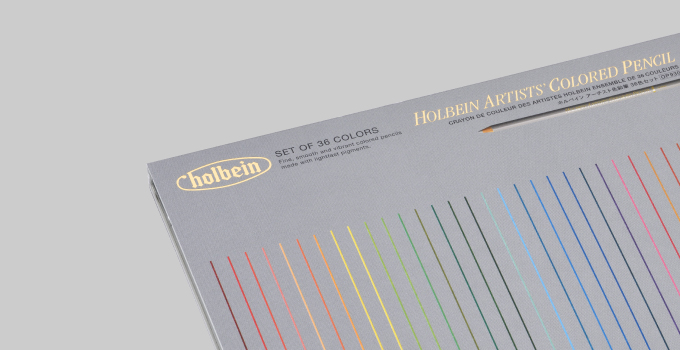 HOLBEIN ARTISTS' COLORED PENCIL
CRAYON DE COULEUR DES ARTISTES HOLBEIN ENSEMBLE DE 36 COULEURS
ホルベイン アーチスト色鉛筆 36色セット
holbein
SET OF 36 COLORS
Fine, smooth and vibrant colored pencils
made with lightfast pigments.